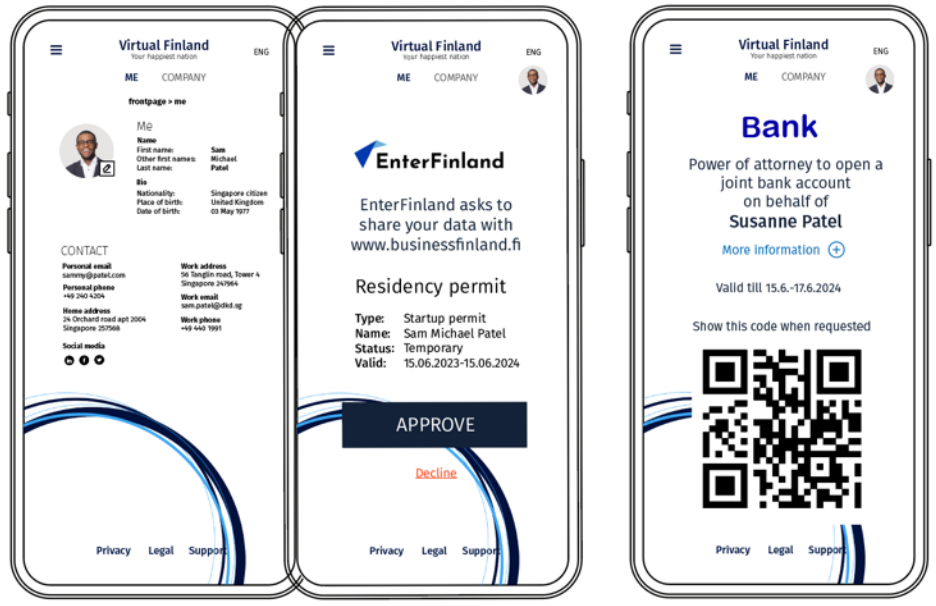 Virtual Finland
Your happiest nation
ENG
ME COMPANY
frontpage > me
Me
Name
First name: Sam
Other first names: Michael
Last name: Patel
Bio
Nationality: Singapore citizen
Place of birth: United Kingdom
Date of birth: 03 May 1977
CONTACT
Personal email
sammy@patel.com
Personal phone
+49 240 4204
Home address
24 Orchard road apt 2004
Singapore 257568
Social media
Work address
56 Tanglin road, Tower 4
Singapore 247964
Work email
sam.patel@dkd.sg
Work phone
+49 440 1991
Privacy Legal Support
Virtual Finland
Your happiest nation
ENG
ME COMPANY
EnterFinland
EnterFinland asks to
share your data with
www.businessfinland.fi
Residency permit
Type: Startup permit
Name: Sam Michael Patel
Status: Temporary
Valid: 15.06.2023-15.06.2024
APPROVE
Decline
Privacy Legal Support
Virtual Finland
Your happiest nation
ENG
ME COMPANY
Bank
Power of attorney to open a
joint bank account
on behalf of
Susanne Patel
More information
Valid till 15.6.-17.6.2024
Show this code when requested
Privacy Legal Support